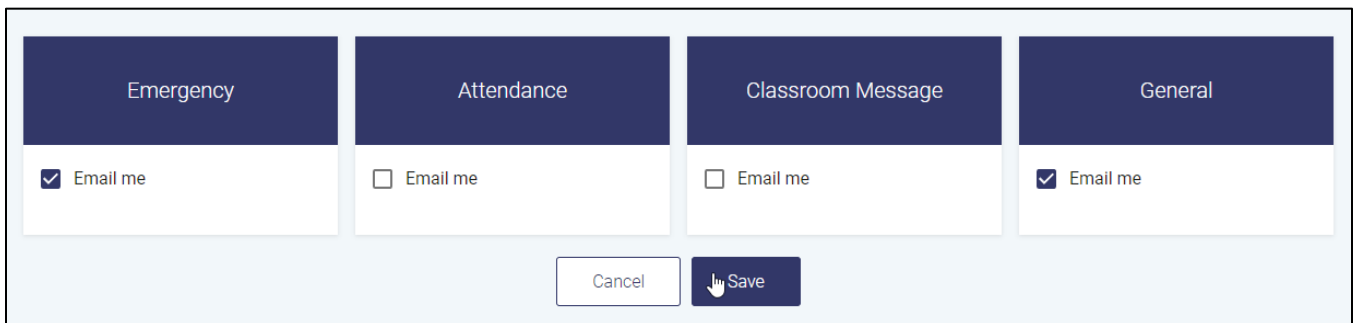 Emergency
Attendance
Classroom Message
General
Email me
Email me
Email me
Email me
Cancel
Save